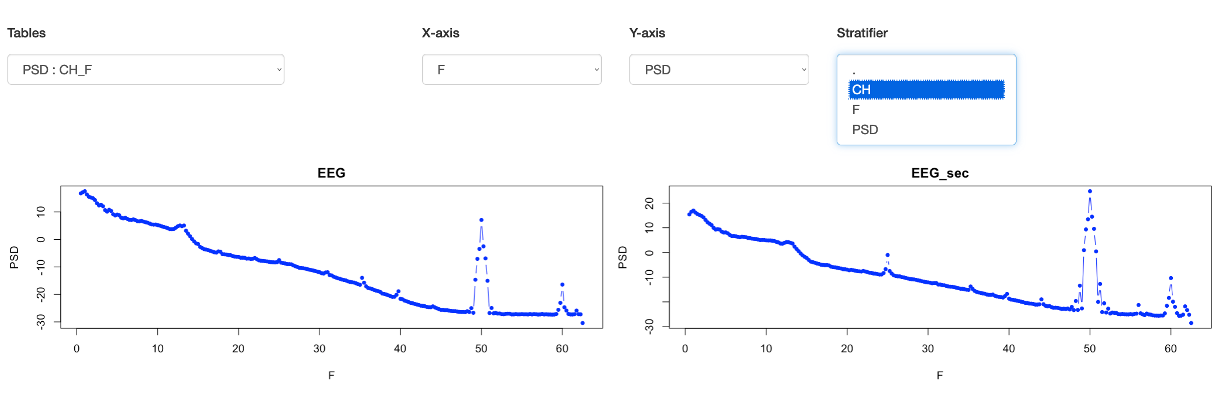 Tables X-axis Y-axis Stratifier
PSD : CH_F F PSD
.
CH
F
PSD
EEG
10
0
-10
-20
-30
PSD
0 10 20 30 40 50 60
F
EEG_sec
20
10
0
-10
-30
PSD
0 10 20 30 40 50 60
F